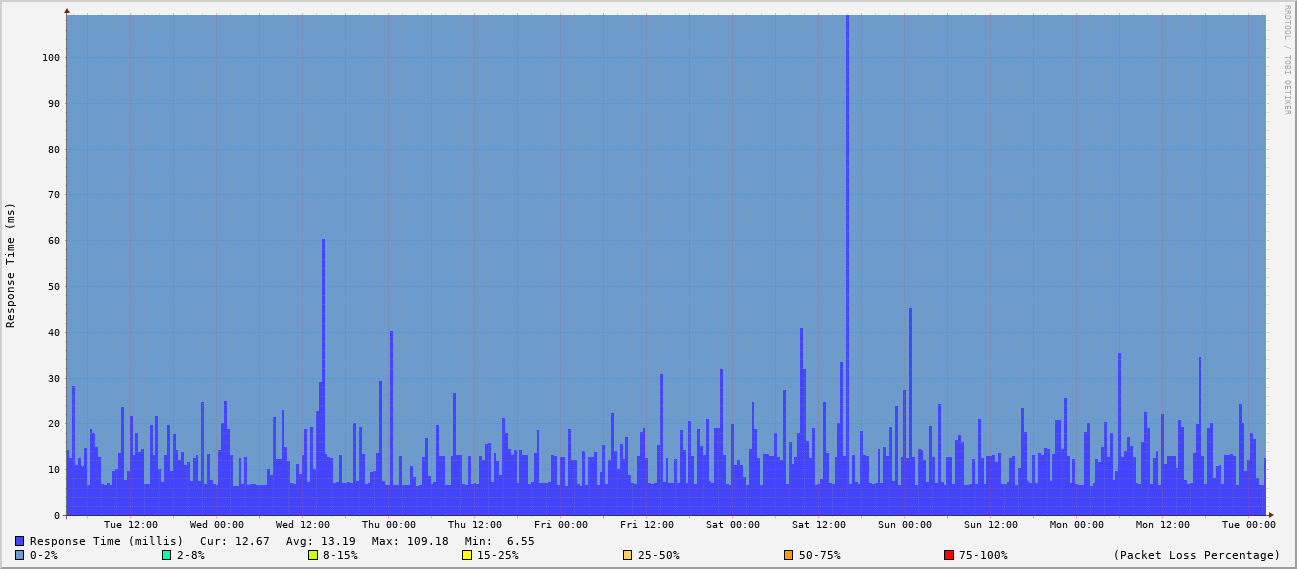 RRDTOOL / TOBI OETIKER
Response Time (ms)
100
90
80
70
60
50
40
30
20
10
0
Tue 12:00 Wed 00:00 Wed 12:00 Thu 00:00 Thu 12:00 Fri 00:00 Fri 12:00 Sat 00:00 Sat 12:00 Sun 00:00 Sun 12:00 Mon 00:00 Mon 12:00 Tue 00:00
Response Time (millis) Cur: 12.67 Avg: 13.19 Max: 109.18 Min: 6.55
0-2% 2-8% 8-15% 15-25% 25-50% 50-75% 75-100% (Packet Loss Percentage)